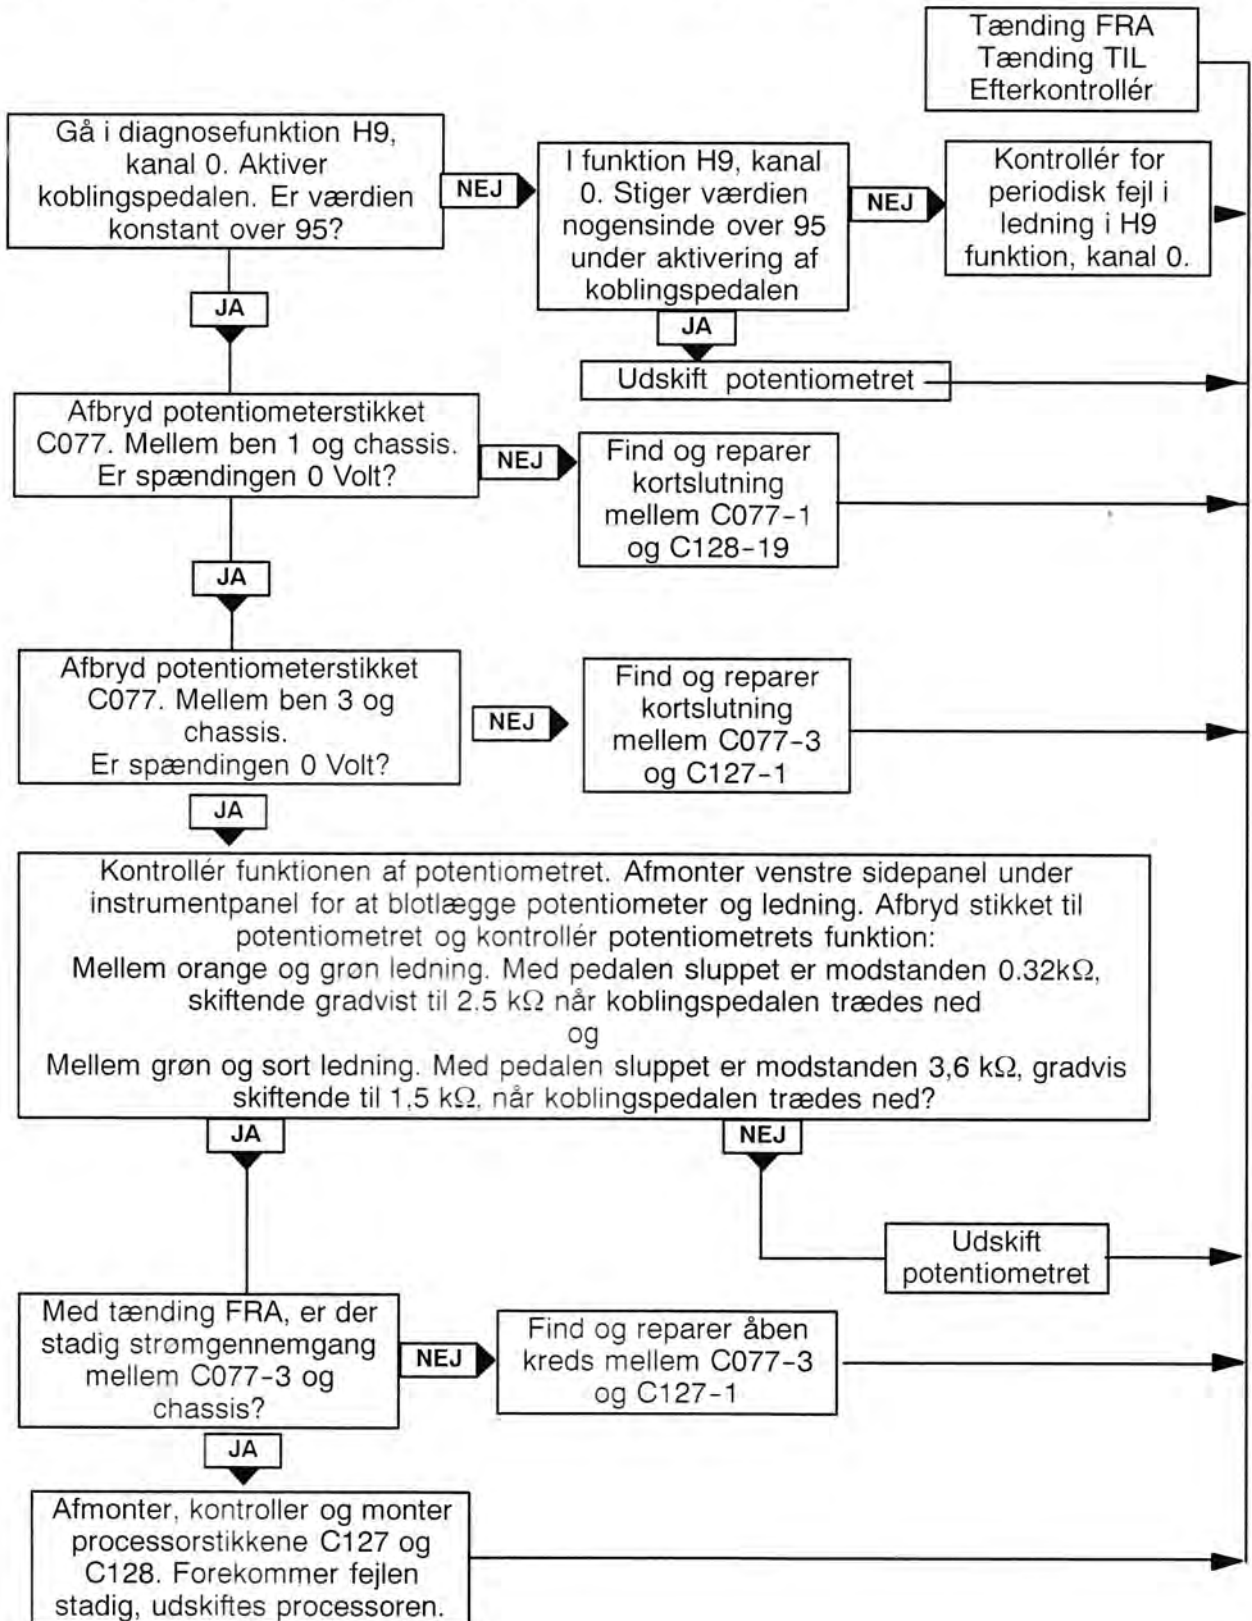 Tænding FRA
Tænding TIL
Efterkontrollér
Gå i diagnosefunktion H9,
kanal 0. Aktiver
koblingspedalen. Er værdien
konstant over 95?
NEJ
I funktion H9, kanal
0. Stiger værdien
nogensinde over 95
under aktivering af
koblingspedalen
NEJ
Kontrollér for
periodisk fejl i
ledning i H9
funktion, kanal 0.
JA
JA
Udskift potentiometret
Afbryd potentiometerstikket
C077. Mellem ben 1 og chassis.
Er spændingen 0 Volt?
NEJ
Find og reparer
kortslutning
mellem C077-1
og C128-19
JA
Afbryd potentiometerstikket
C077. Mellem ben 3 og
chassis.
Er spændingen 0 Volt?
NEJ
Find og reparer
kortslutning
mellem C077-3
og C127-1
JA
Kontrollér funktionen af potentiometret. Afmonter venstre sidepanel under
instrumentpanel for at blotlægge potentiometer og ledning. Afbryd stikket til
potentiometret og kontrollér potentiometrets funktion:
Mellem orange og grøn ledning. Med pedalen sluppet er modstanden 0.32kΩ,
skiftende gradvist til 2.5 kΩ når koblingspedalen trædes ned
og
Mellem grøn og sort ledning. Med pedalen sluppet er modstanden 3,6 kΩ, gradvis
skiftende til 1,5 kΩ, når koblingspedalen trædes ned?
JA
NEJ
Udskift
potentiometret
Med tænding FRA, er der
stadig strømgennemgang
mellem C077-3 og
chassis?
NEJ
Find og reparer åben
kreds mellem C077-3
og C127-1
JA
Afmonter, kontroller og monter
processorstikkene C127 og
C128. Forekommer fejlen
stadig, udskiftes processoren.